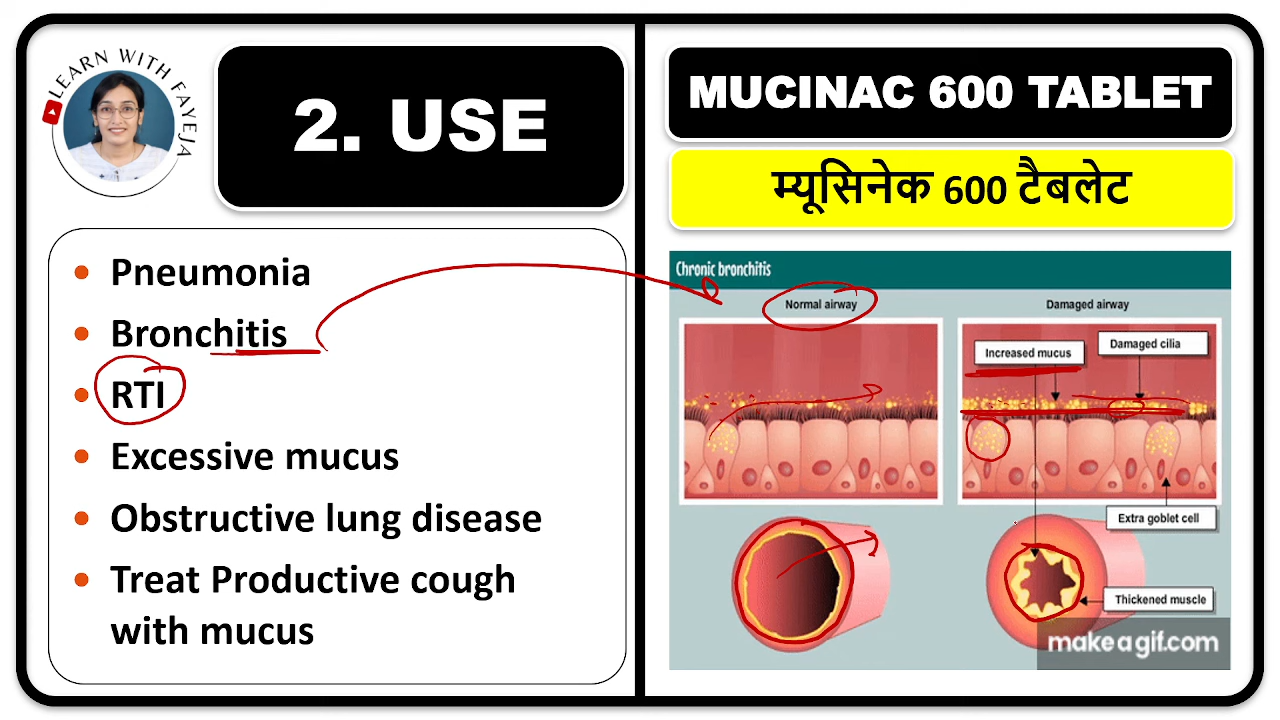 LEARN WITH FAYEJA
2. USE
MUCINAC 600 TABLET
म्यूसिनेक 600 टैबलेट
Pneumonia
Bronchitis
RTI
Excessive mucus
Obstructive lung disease
Treat Productive cough
with mucus
Chronic bronchitis
Normal airway
Damaged airway
Increased mucus
Damaged cilia
Extra goblet cell
Thickened muscle
makeagif.com